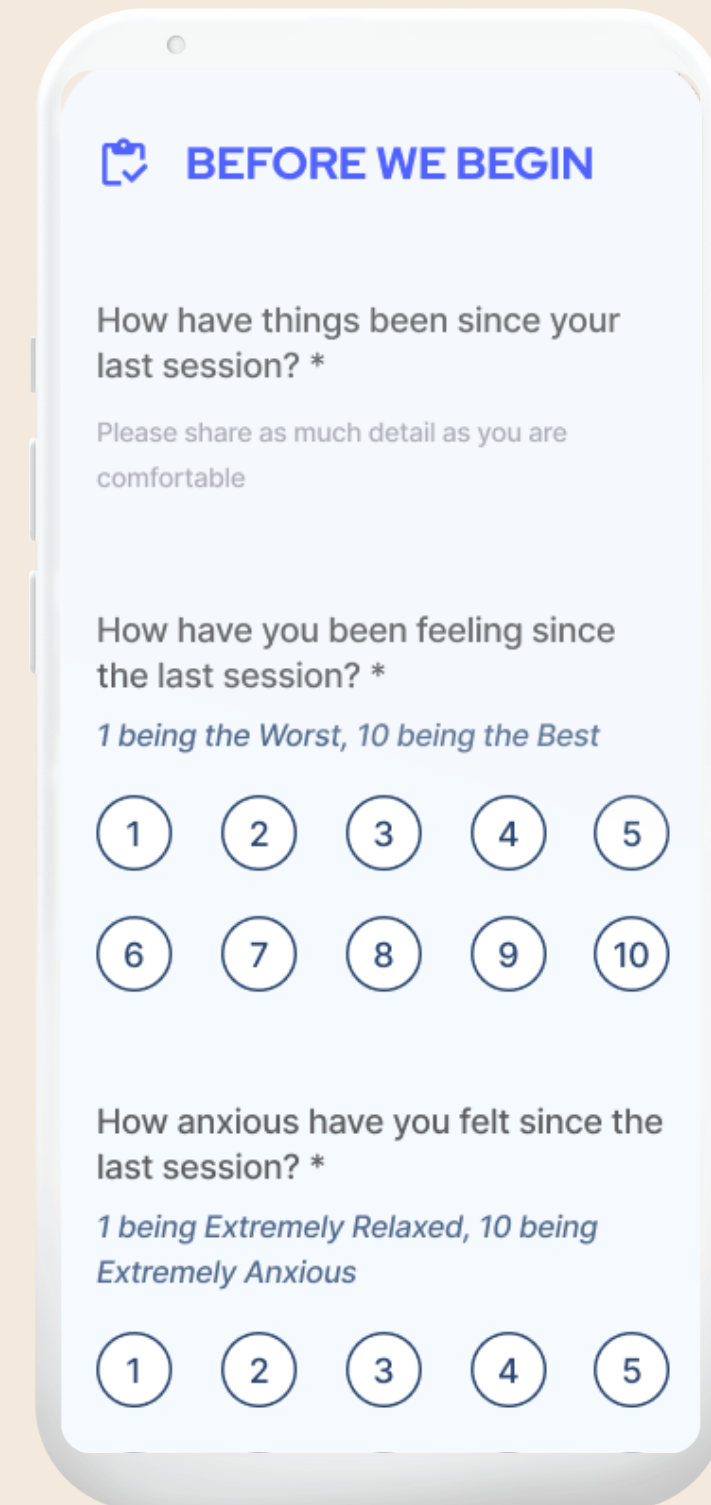 BEFORE WE BEGIN
How have things been since your
last session? *
Please share as much detail as you are
comfortable
How have you been feeling since
the last session? *
1 being the Worst, 10 being the Best
1 2 3 4 5
6 7 8 9 10
How anxious have you felt since the
last session? *
1 being Extremely Relaxed, 10 being
Extremely Anxious
1 2 3 4 5